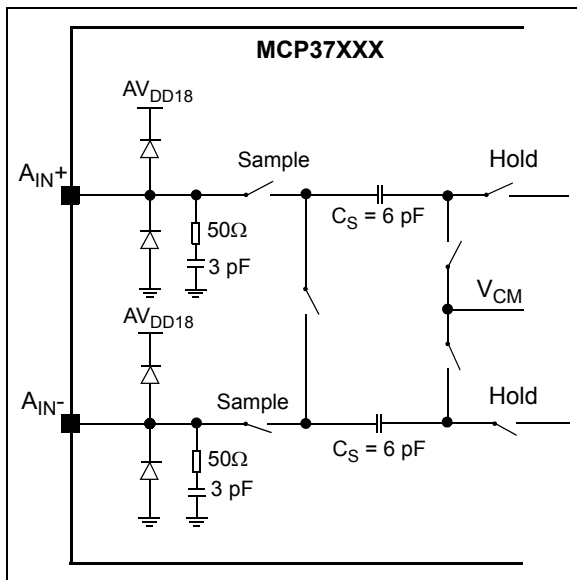 MCP37XXX
AVDD18
AIN+
Sample
Hold
CS = 6 pF
50Ω
3 pF
VCM
AVDD18
AIN-
Sample
Hold
CS = 6 pF
50Ω
3 pF